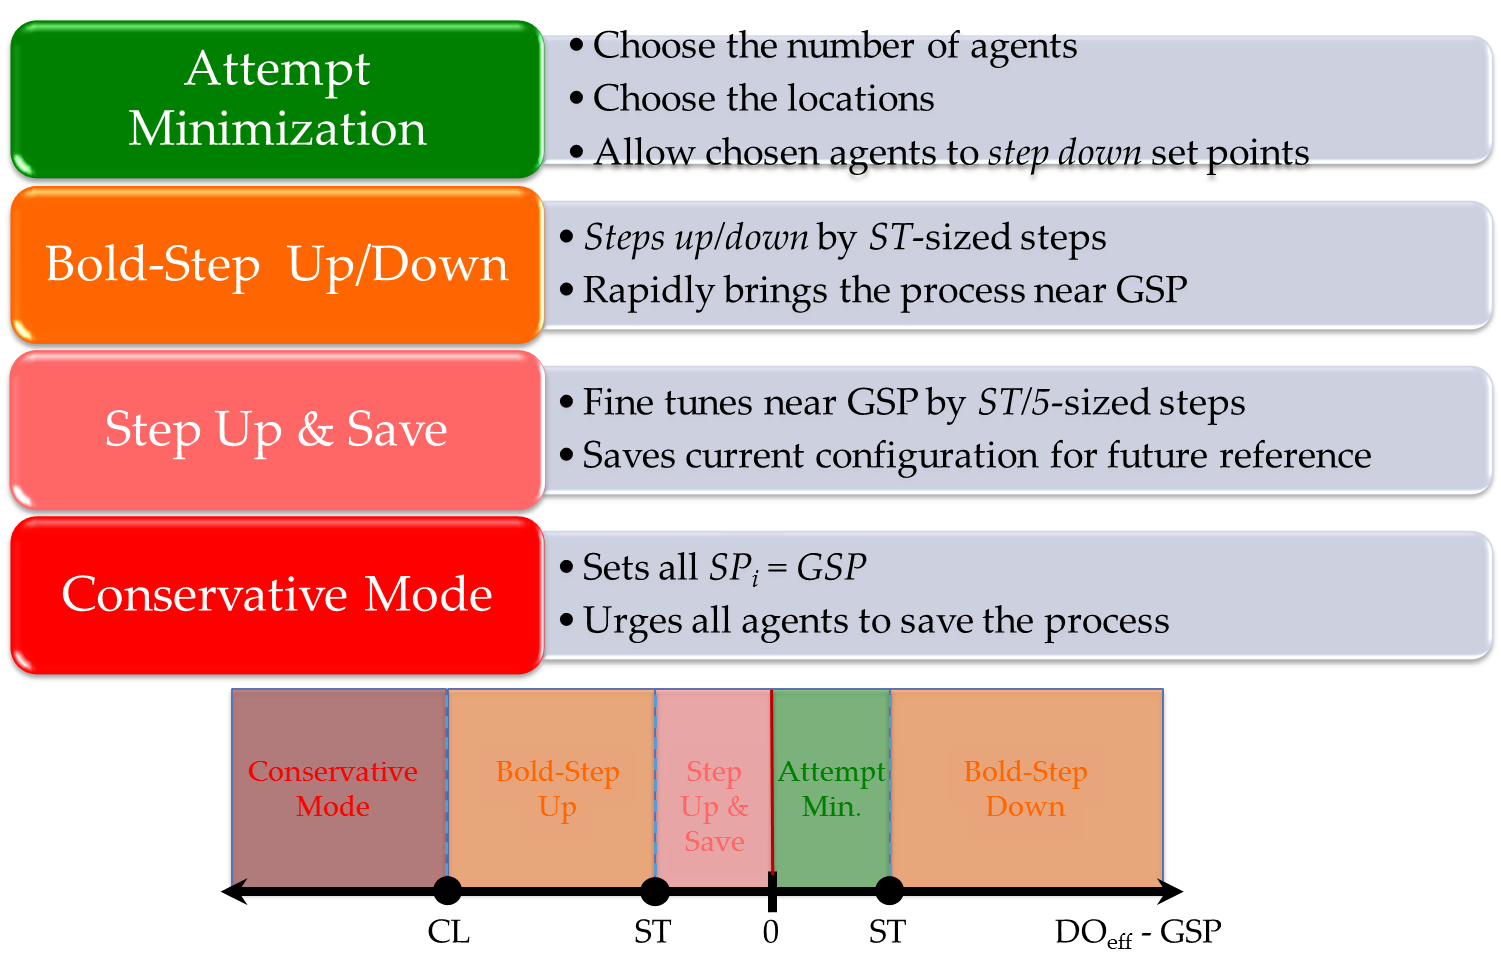 Attempt
Minimization
• Choose the number of agents
• Choose the locations
• Allow chosen agents to step down set points
Bold-Step Up/Down
• Steps up/down by ST-sized steps
• Rapidly brings the process near GSP
Step Up & Save
• Fine tunes near GSP by ST/5-sized steps
• Saves current configuration for future reference
Conservative Mode
• Sets all SPi = GSP
• Urges all agents to save the process
Conservative
Mode
Bold-Step
Up
Step
Up &
Save
Attempt
Min.
Bold-Step
Down
CL
ST
0
ST
DOeff - GSP